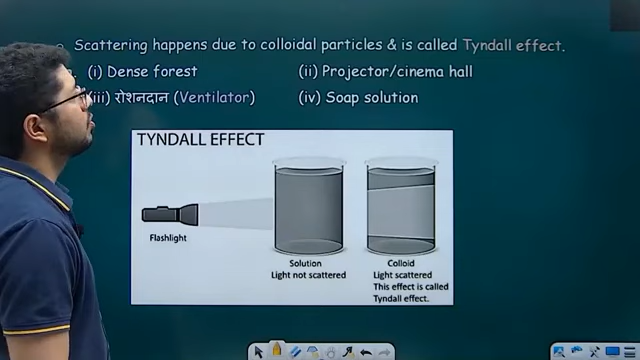 Scattering happens due to colloidal particles & is called Tyndall effect.
(i) Dense forest (ii) Projector/cinema hall
(iii) रोशनदान (Ventilator) (iv) Soap solution
TYNDALL EFFECT
Flashlight
Solution
Light not scattered
Colloid
Light scattered
This effect is called
Tyndall effect.